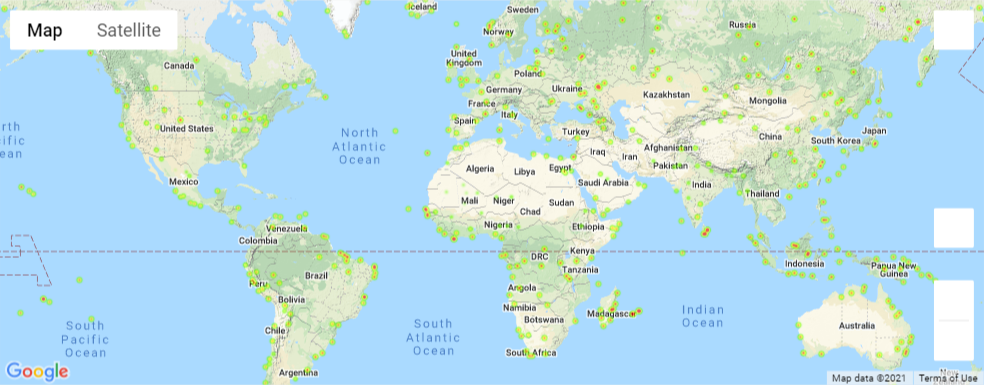 Map
Satellite
Iceland
Sweden
Russia
Norway
Canada
United
Kingdom
Poland
Germany
Ukraine
Kazakhstan
Mongolia
France
Italy
Spain
Turkey
United States
North
Atlantic
Ocean
China
Japan
South Korea
Afghanistan
Iraq
Iran
Pakistan
Algeria
Libya
Egypt
Saudi Arabia
India
Mexico
Mali
Niger
Chad
Sudan
Thailand
Nigeria
Ethiopia
Venezuela
Colombia
DRC
Kenya
Tanzania
Indonesia
Papua New
Guinea
Peru
Brazil
Bolivia
Angola
Namibia
Botswana
Madagascar
Indian
Ocean
Australia
South
Pacific
Ocean
Chile
South
Atlantic
Ocean
South Africa
Argentina
Google
Map data ©2021
Terms of Use